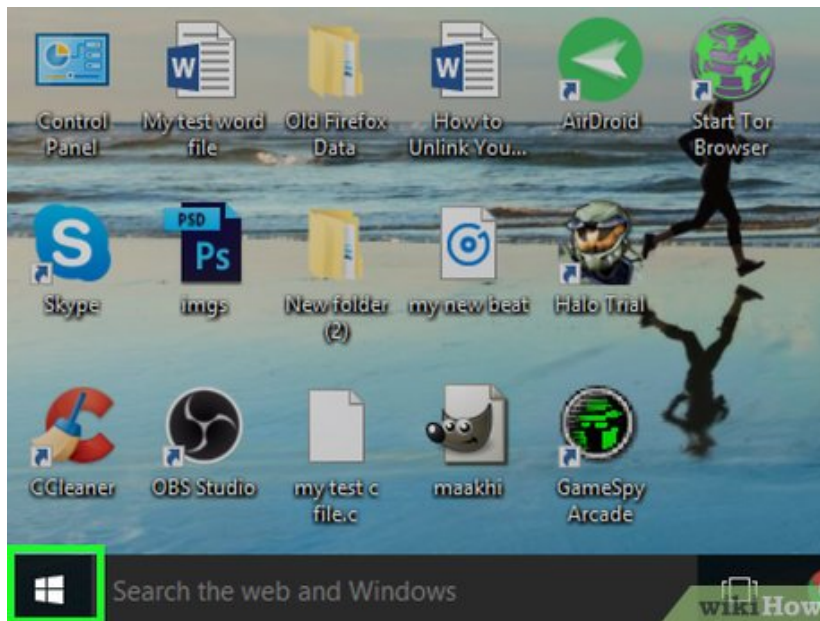 Control
Panel
My test word
file
W
Old Firefox
Data
How to
Unlink You...
W
AirDroid
Start Tor
Browser
S
Skype
PSD
Ps
imgs
New folder
(2)
my new beat
Halo Trial
CCleaner
OBS Studio
my test c
file.c
maakhi
GameSpy
Arcade
Search the web and Windows
wikiHow